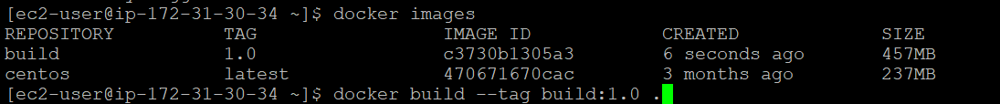 [ec2-user@ip-172-31-30-34 ~]$ docker images
REPOSITORY TAG IMAGE ID CREATED SIZE
build 1.0 c3730b1305a3 6 seconds ago 457MB
centos latest 470671670cac 3 months ago 237MB
[ec2-user@ip-172-31-30-34 ~]$ docker build --tag build:1.0 .